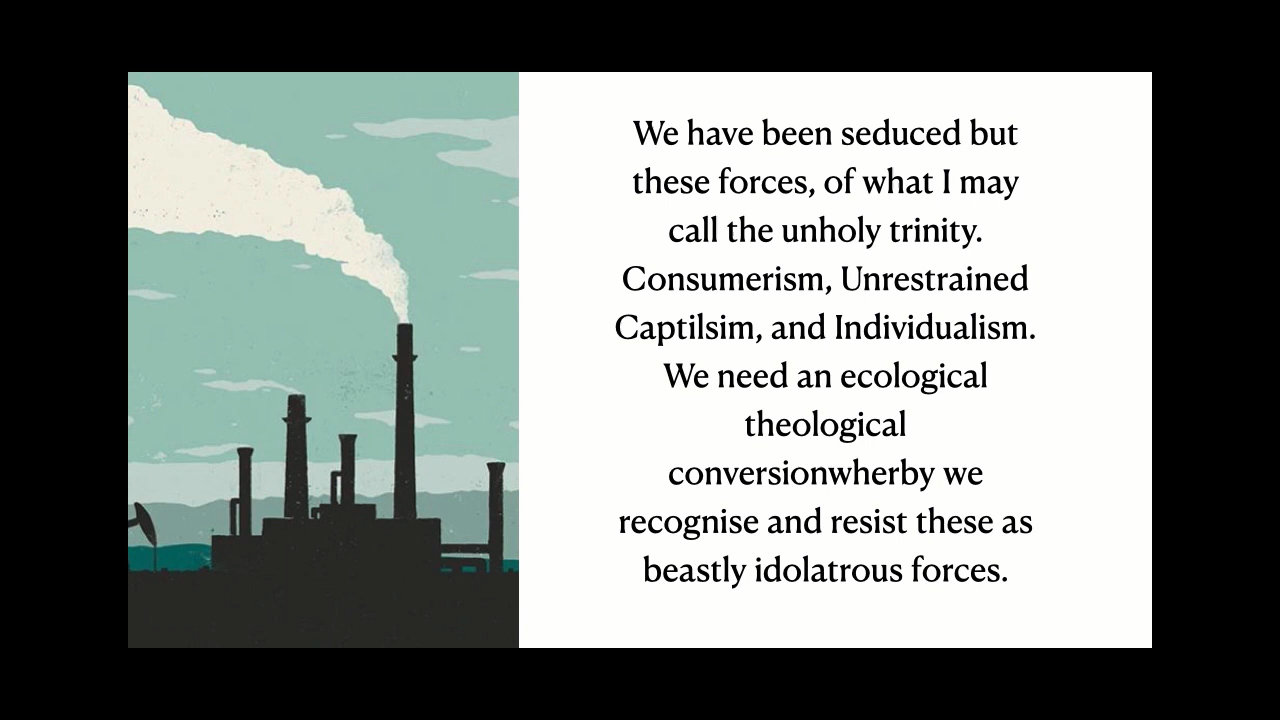 We have been seduced but
these forces, of what I may
call the unholy trinity.
Consumerism, Unrestrained
Captilsim, and Individualism.
We need an ecological
theological
conversionwherby we
recognise and resist these as
beastly idolatrous forces.